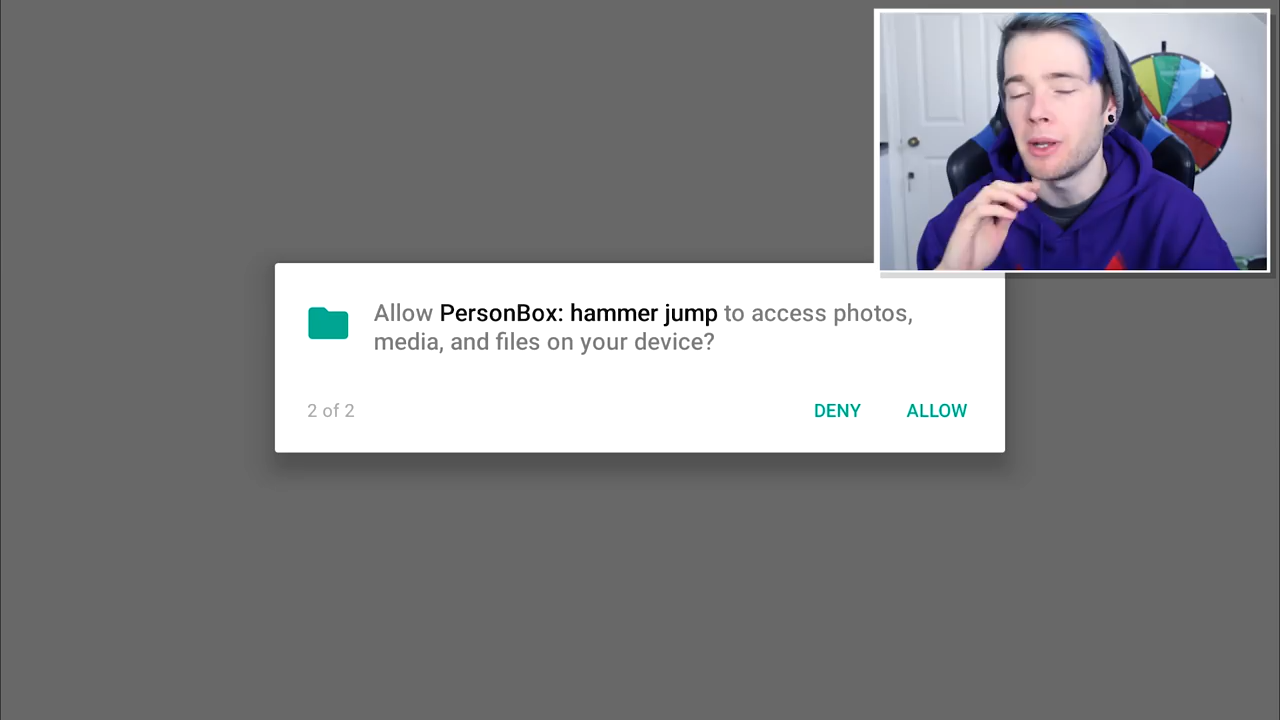 Allow PersonBox: hammer jump to access photos,
media, and files on your device?
2 of 2
DENY
ALLOW